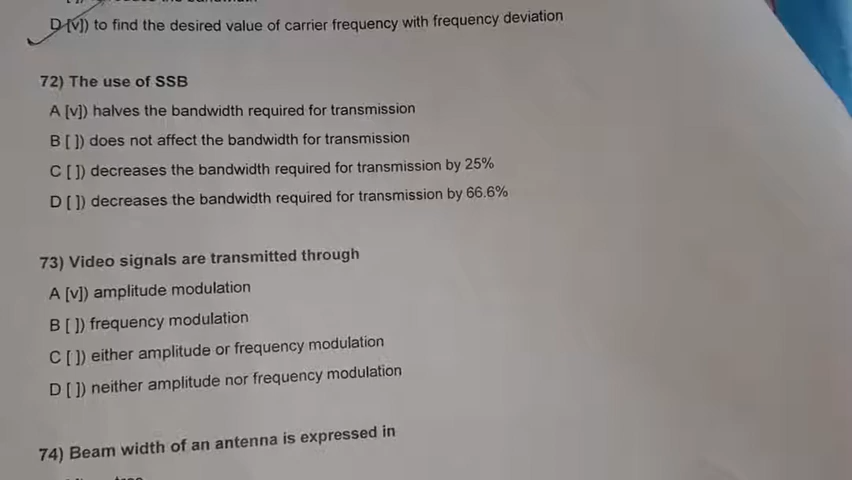 D [v]) to find the desired value of carrier frequency with frequency deviation
72) The use of SSB
A [v]) halves the bandwidth required for transmission
B [ ]) does not affect the bandwidth for transmission
C [ ]) decreases the bandwidth required for transmission by 25%
D [ ]) decreases the bandwidth required for transmission by 66.6%
73) Video signals are transmitted through
A [v]) amplitude modulation
B [ ]) frequency modulation
C [ ]) either amplitude or frequency modulation
D [ ]) neither amplitude nor frequency modulation
74) Beam width of an antenna is expressed in